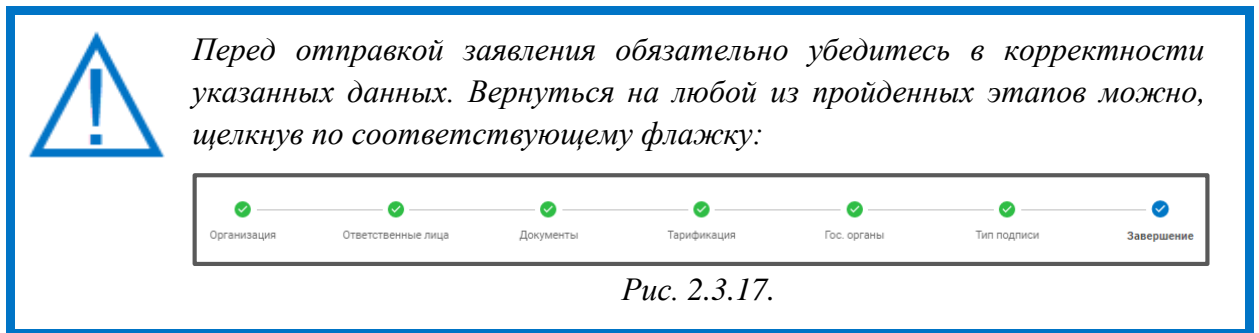 Перед отправкой заявления обязательно убедитесь в корректности
указанных данных. Вернуться на любой из пройденных этапов можно,
щелкнув по соответствующему флажку:
Организация Ответственные лица Документы Тарификация Гос. органы Тип подписи Завершение
Рис. 2.3.17.